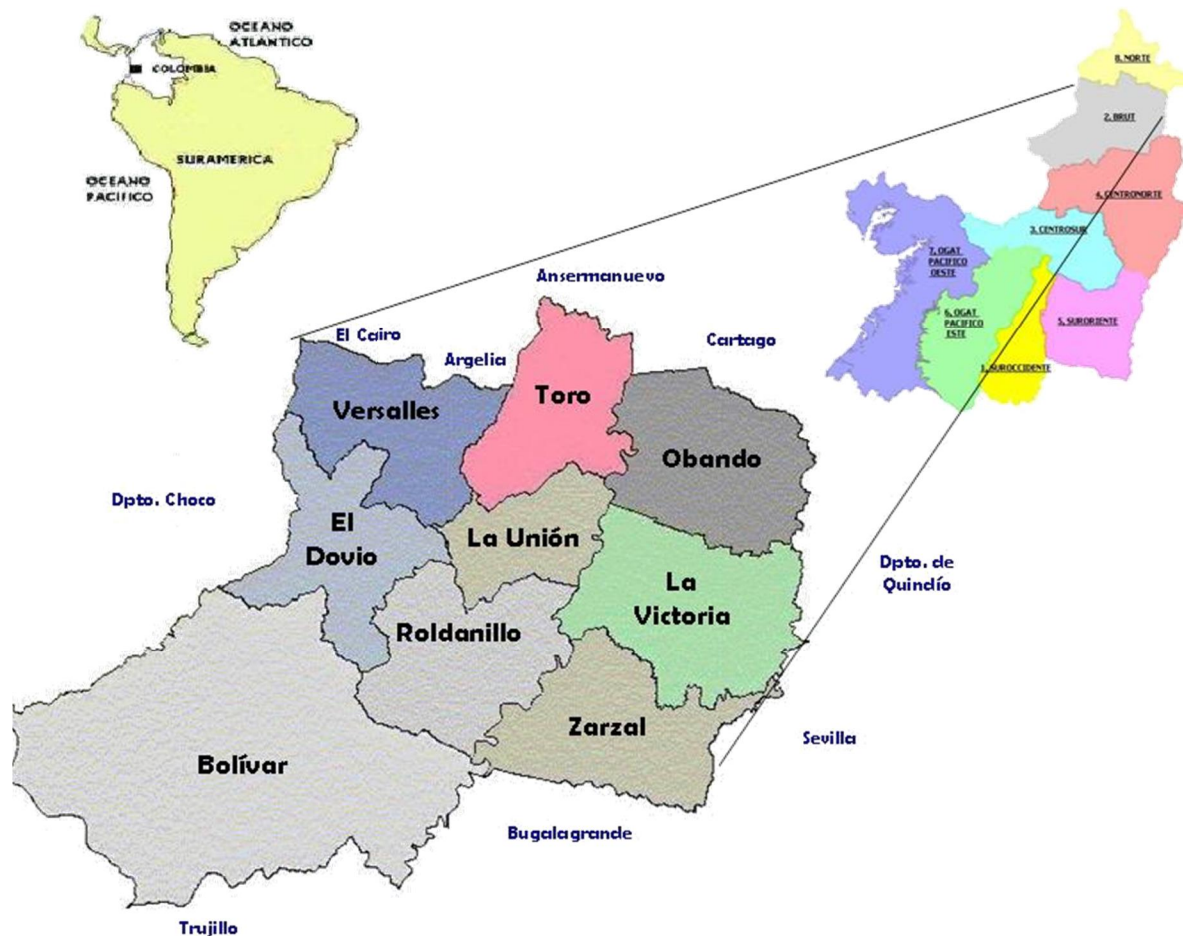 OCEANO
ATLANTICO
COLOMBIA
SURAMERICA
OCEANO
PACIFICO
8, NORTE
2, BRUT
4, CENTRONORTE
3, CENTROSUR
7, OGAT
PACIFICO
OESTE
6, OGAT
PACIFICO
ESTE
5, SURORIENTE
1, SUROCCIDENTE
Ansermanuevo
El Cairo
Argelia
Cartago
Versalles
Toro
Obando
Dpto. Choco
El
Dovio
La Unión
La
Victoria
Dpto. de
Quindío
Roldanillo
Zarzal
Sevilla
Bolívar
Bugalagrande
Trujillo